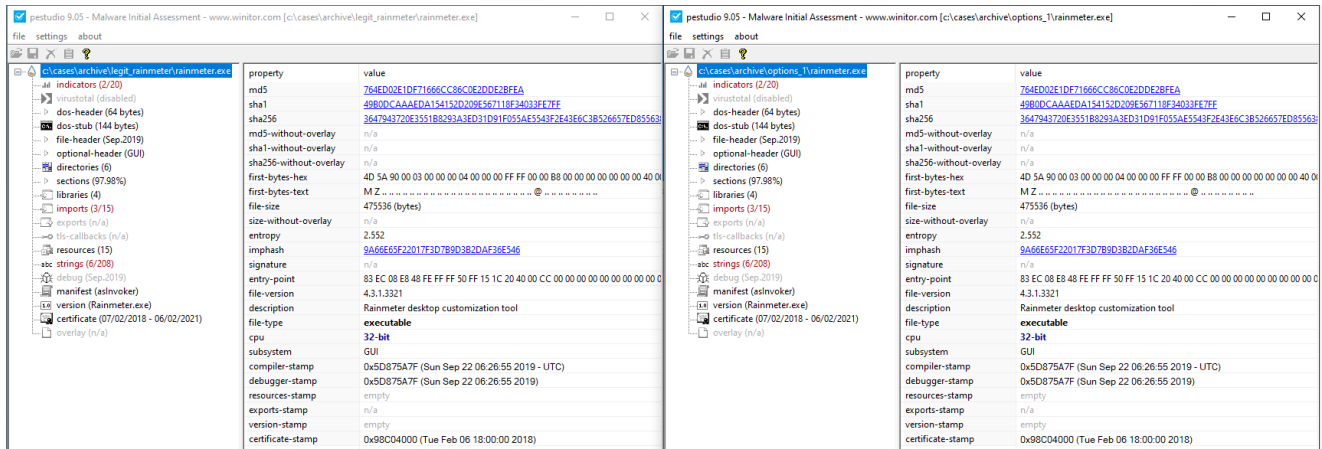 pestudio 9.05 - Malware Initial Assessment - www.winitor.com [c:\cases\archive\legit_rainmeter\rainmeter.exe]
file settings about
c:\cases\archive\legit_rainmeter\rainmeter.exe
indicators (2/20)
virustotal (disabled)
dos-header (64 bytes)
dos-stub (144 bytes)
file-header (Sep.2019)
optional-header (GUI)
directories (6)
sections (97.98%)
libraries (4)
imports (3/15)
exports (n/a)
tls-callbacks (n/a)
resources (15)
abc strings (6/208)
debug (Sep.2019)
manifest (asInvoker)
1.0 version (Rainmeter.exe)
certificate (07/02/2018 - 06/02/2021)
overlay (n/a)
property value
md5 764ED02E1DF71666CC86C0E2DDE2BFEA
sha1 49B0DCAAAEDA154152D209E567118F34033FE7FF
sha256 3647943720E3551B8293A3ED31D91F055AE5543F2E43E6C3B526657ED85563
md5-without-overlay n/a
sha1-without-overlay n/a
sha256-without-overlay n/a
first-bytes-hex 4D 5A 90 00 03 00 00 00 04 00 00 00 FF FF 00 00 B8 00 00 00 00 00 00 00 40 00
first-bytes-text M Z .. .. .. .. .. .. .. .. .. .. .. .. .. .. .. .. .. .. .. .. @ .. .. .. .. .. .. ..
file-size 475536 (bytes)
size-without-overlay n/a
entropy 2.552
imphash 9A66E65F22017F3D7B9D3B2DAF36E546
signature n/a
entry-point 83 EC 08 E8 48 FE FF FF 50 FF 15 1C 20 40 00 CC 00 00 00 00 00 00 00 00 00 00 00
file-version 4.3.1.3321
description Rainmeter desktop customization tool
file-type executable
cpu 32-bit
subsystem GUI
compiler-stamp 0x5D875A7F (Sun Sep 22 06:26:55 2019 - UTC)
debugger-stamp 0x5D875A7F (Sun Sep 22 06:26:55 2019)
resources-stamp empty
exports-stamp n/a
version-stamp empty
certificate-stamp 0x98C04000 (Tue Feb 06 18:00:00 2018)
pestudio 9.05 - Malware Initial Assessment - www.winitor.com [c:\cases\archive\options_1\rainmeter.exe]
file settings about
c:\cases\archive\options_1\rainmeter.exe
indicators (2/20)
virustotal (disabled)
dos-header (64 bytes)
dos-stub (144 bytes)
file-header (Sep.2019)
optional-header (GUI)
directories (6)
sections (97.98%)
libraries (4)
imports (3/15)
exports (n/a)
tls-callbacks (n/a)
resources (15)
abc strings (6/208)
debug (Sep.2019)
manifest (asInvoker)
1.0 version (Rainmeter.exe)
certificate (07/02/2018 - 06/02/2021)
overlay (n/a)
property value
md5 764ED02E1DF71666CC86C0E2DDE2BFEA
sha1 49B0DCAAAEDA154152D209E567118F34033FE7FF
sha256 3647943720E3551B8293A3ED31D91F055AE5543F2E43E6C3B526657ED85563
md5-without-overlay n/a
sha1-without-overlay n/a
sha256-without-overlay n/a
first-bytes-hex 4D 5A 90 00 03 00 00 00 04 00 00 00 FF FF 00 00 B8 00 00 00 00 00 00 00 40 00
first-bytes-text M Z .. .. .. .. .. .. .. .. .. .. .. .. .. .. .. .. .. .. .. .. @ .. .. .. .. .. .. ..
file-size 475536 (bytes)
size-without-overlay n/a
entropy 2.552
imphash 9A66E65F22017F3D7B9D3B2DAF36E546
signature n/a
entry-point 83 EC 08 E8 48 FE FF FF 50 FF 15 1C 20 40 00 CC 00 00 00 00 00 00 00 00 00 00 00
file-version 4.3.1.3321
description Rainmeter desktop customization tool
file-type executable
cpu 32-bit
subsystem GUI
compiler-stamp 0x5D875A7F (Sun Sep 22 06:26:55 2019 - UTC)
debugger-stamp 0x5D875A7F (Sun Sep 22 06:26:55 2019)
resources-stamp empty
exports-stamp n/a
version-stamp empty
certificate-stamp 0x98C04000 (Tue Feb 06 18:00:00 2018)